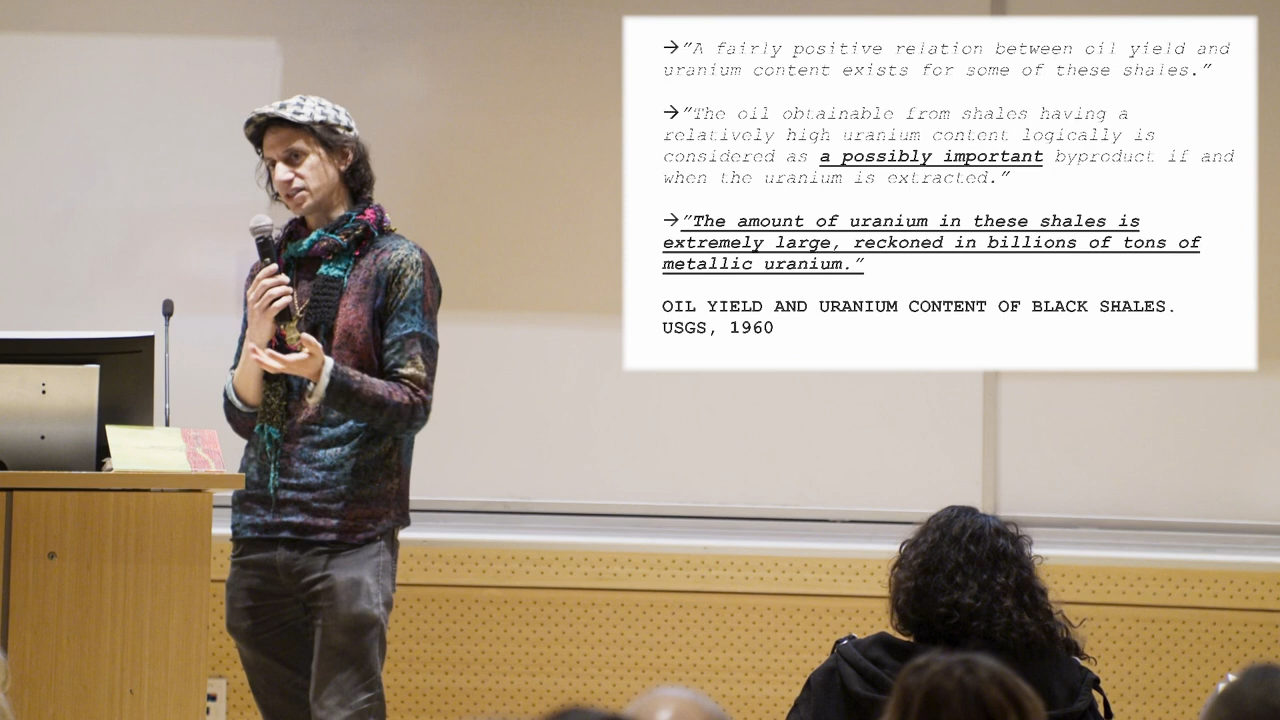 →"A fairly positive relation between oil yield and
uranium content exists for some of these shales."
→"The oil obtainable from shales having a
relatively high uranium content logically is
considered as a possibly important byproduct if and
when the uranium is extracted."
→"The amount of uranium in these shales is
extremely large, reckoned in billions of tons of
metallic uranium."
OIL YIELD AND URANIUM CONTENT OF BLACK SHALES.
USGS, 1960